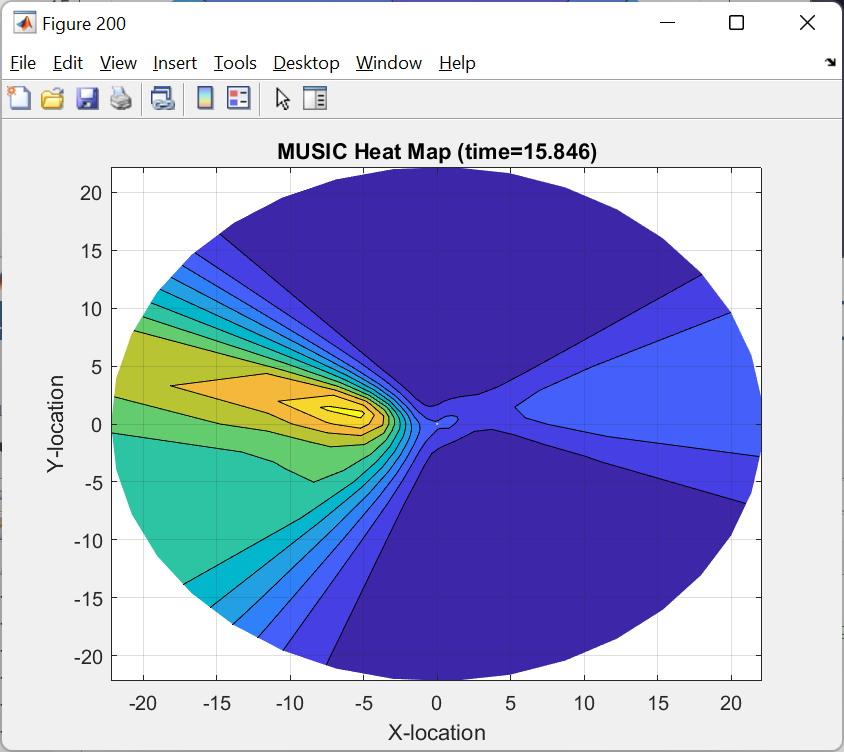 Figure 200
File Edit View Insert Tools Desktop Window Help
MUSIC Heat Map (time=15.846)
20
15
10
5
0
-5
-10
-15
-20
Y-location
-20 -15 -10 -5 0 5 10 15 20
X-location